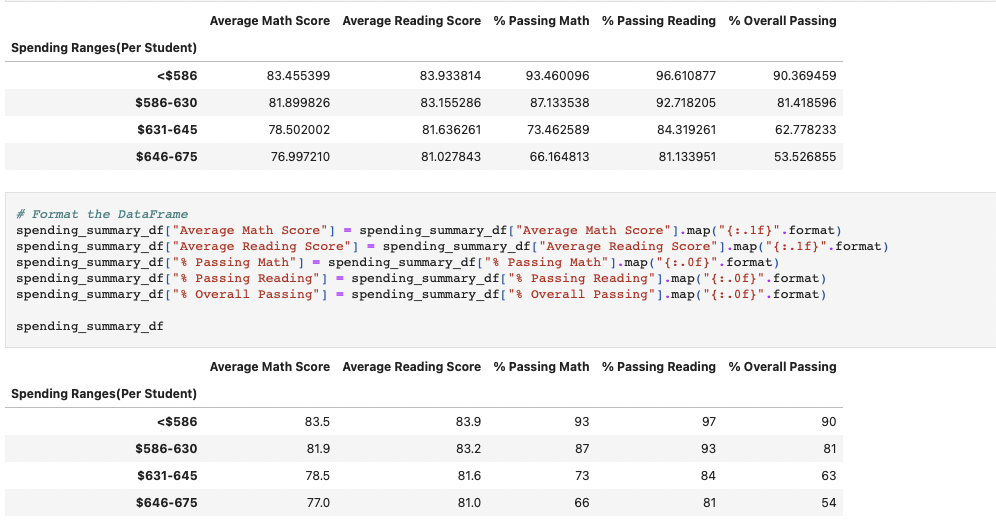 Average Math Score Average Reading Score % Passing Math % Passing Reading % Overall Passing
Spending Ranges(Per Student)
<$586 83.455399 83.933814 93.460096 96.610877 90.369459
$586-630 81.899826 83.155286 87.133538 92.718205 81.418596
$631-645 78.502002 81.636261 73.462589 84.319261 62.778233
$646-675 76.997210 81.027843 66.164813 81.133951 53.526855
# Format the DataFrame
spending_summary_df["Average Math Score"] = spending_summary_df["Average Math Score"].map("{:.1f}".format)
spending_summary_df["Average Reading Score"] = spending_summary_df["Average Reading Score"].map("{:.1f}".format)
spending_summary_df["% Passing Math"] = spending_summary_df["% Passing Math"].map("{:.0f}".format)
spending_summary_df["% Passing Reading"] = spending_summary_df["% Passing Reading"].map("{:.0f}".format)
spending_summary_df["% Overall Passing"] = spending_summary_df["% Overall Passing"].map("{:.0f}".format)
spending_summary_df
Average Math Score Average Reading Score % Passing Math % Passing Reading % Overall Passing
Spending Ranges(Per Student)
<$586 83.5 83.9 93 97 90
$586-630 81.9 83.2 87 93 81
$631-645 78.5 81.6 73 84 63
$646-675 77.0 81.0 66 81 54